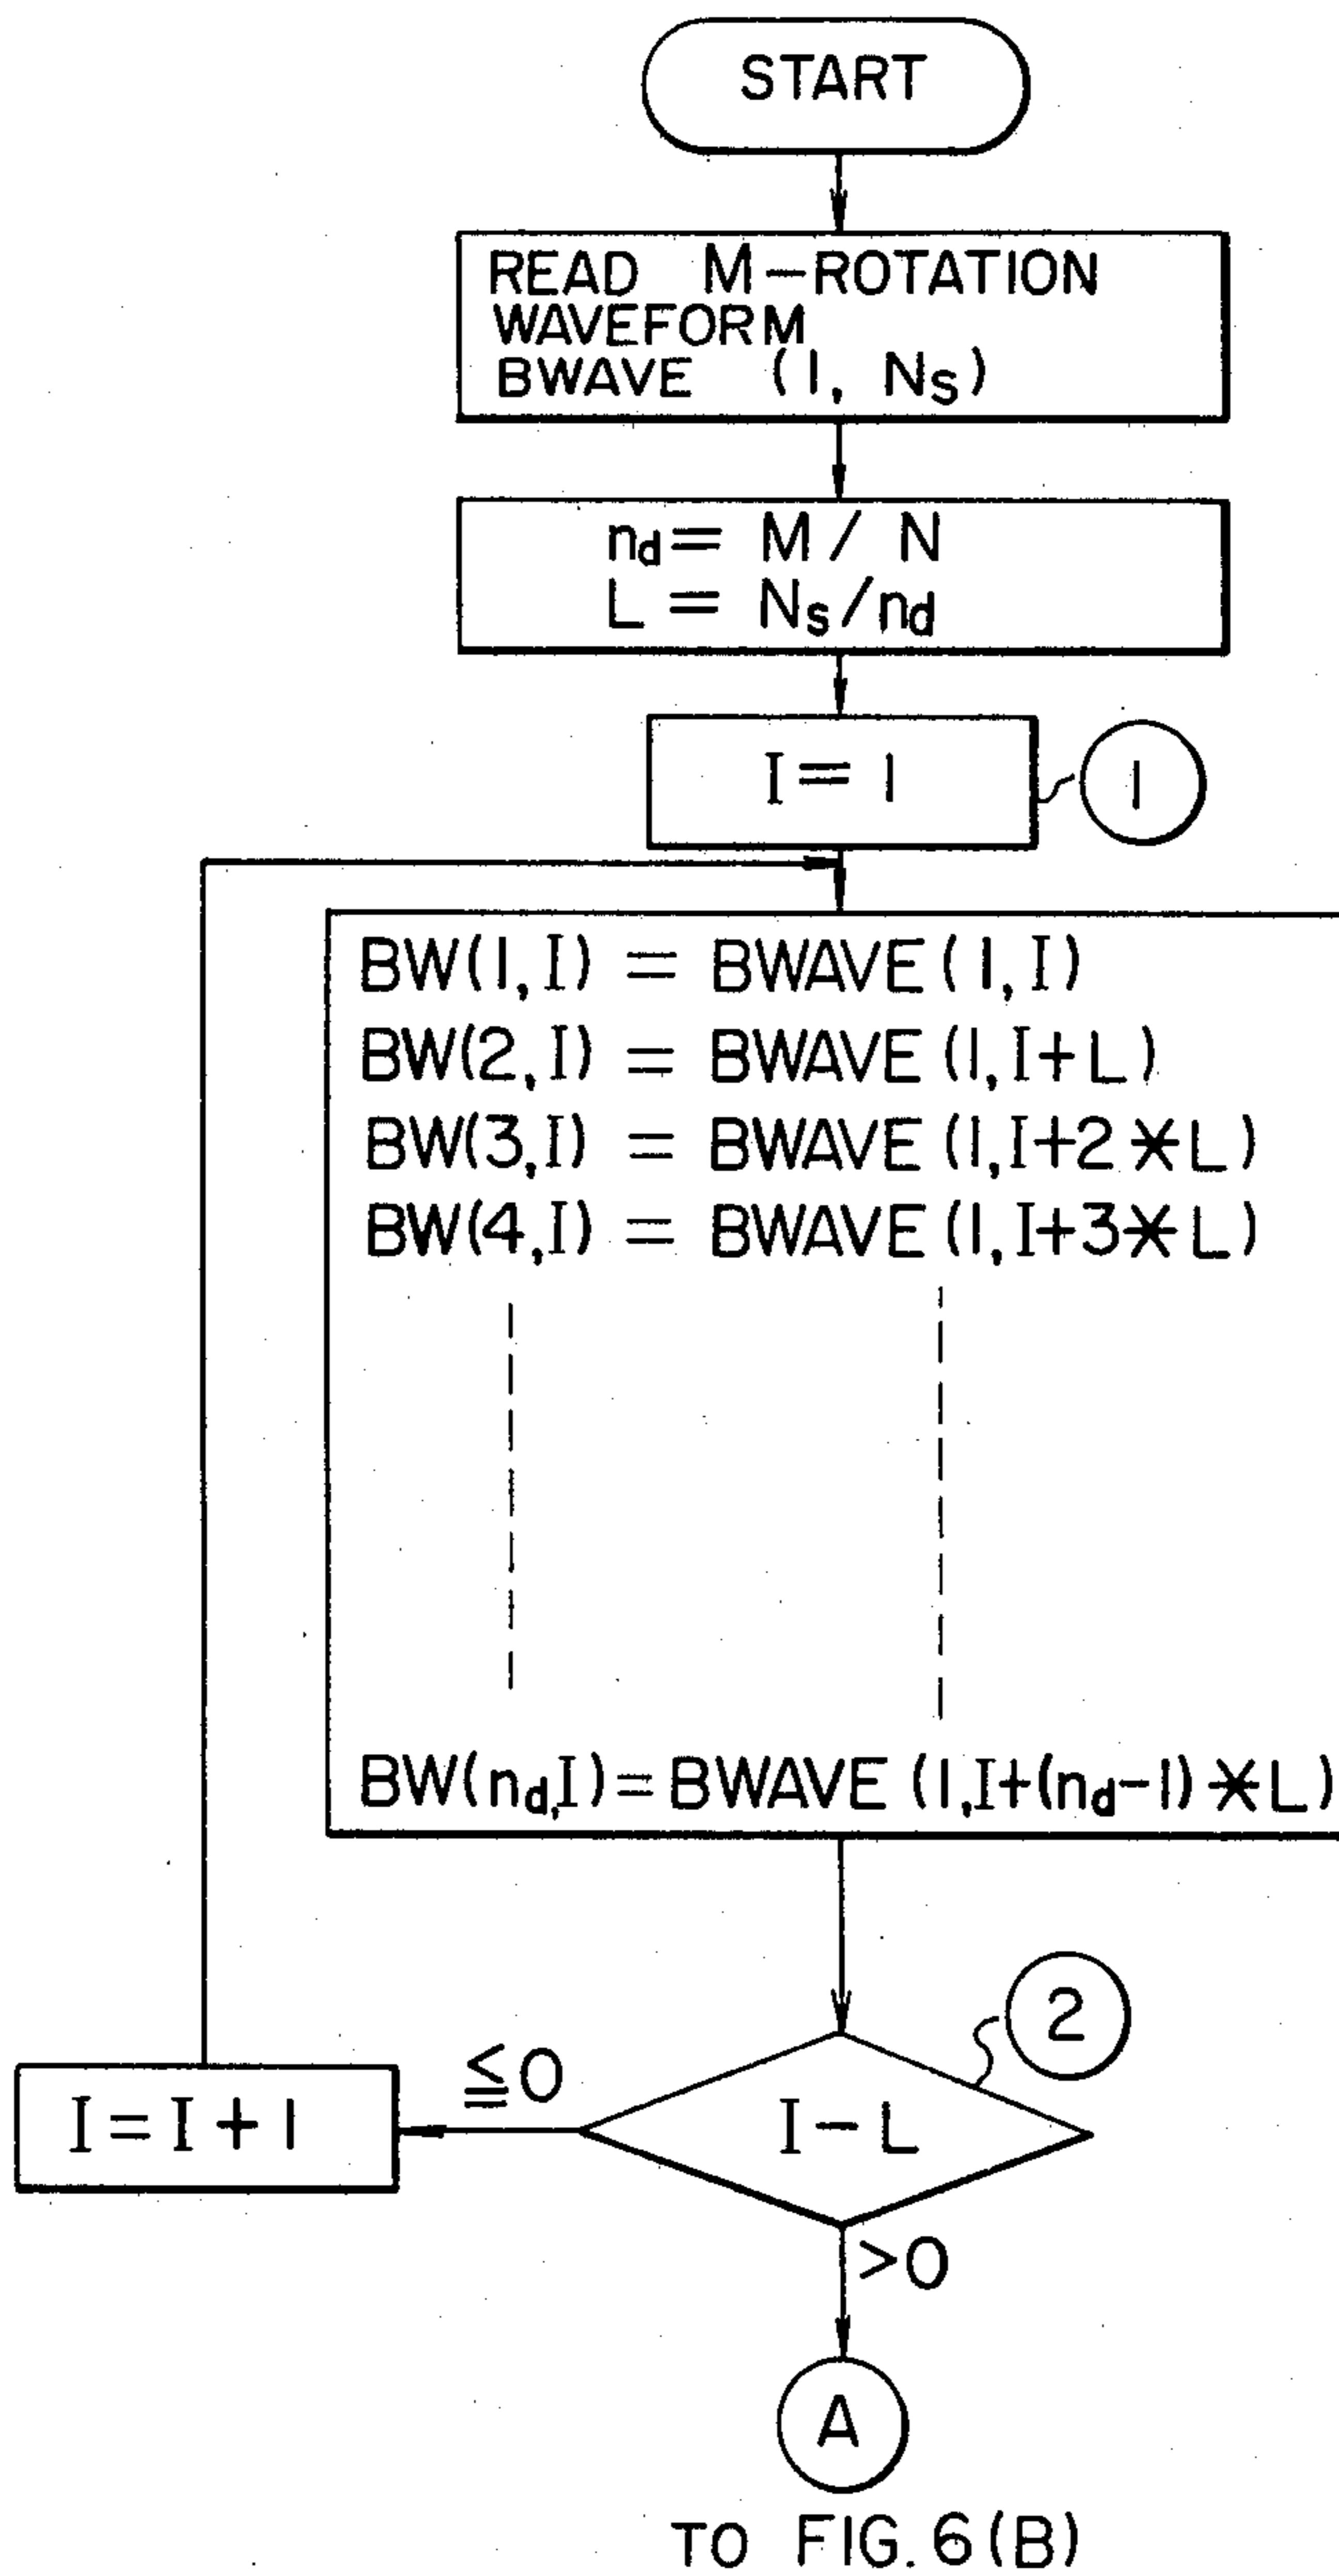 START
READ M-ROTATION
WAVEFORM
BWAVE (1, Ns)
nd = M / N
L = Ns/nd
I = 1
1
BW(1,I) = BWAVE(1,I)
BW(2,I) = BWAVE(1,I+L)
BW(3,I) = BWAVE(1,I+2*L)
BW(4,I) = BWAVE(1,I+3*L)
BW(nd,I)=BWAVE(1,I+(nd-1)*L)
2
≦0
I = I + 1
I-L
>0
A
TO FIG. 6(B)